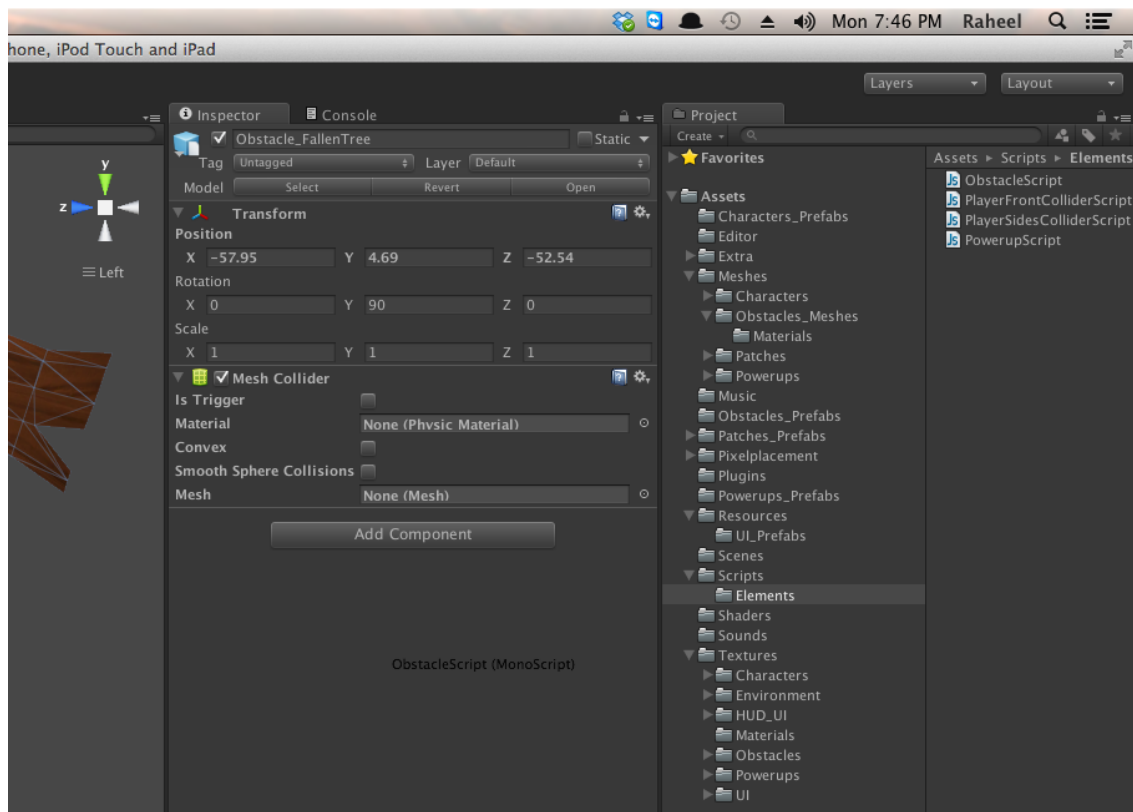 Mon 7:46 PM Raheel
hone, iPod Touch and iPad
Layers Layout
Inspector Console
Obstacle_FallenTree Static
Tag Untagged Layer Default
Model Select Revert Open
Transform
Position
X -57.95 Y 4.69 Z -52.54
Rotation
X 0 Y 90 Z 0
Scale
X 1 Y 1 Z 1
Mesh Collider
Is Trigger
Material None (Physic Material)
Convex
Smooth Sphere Collisions
Mesh None (Mesh)
Add Component
ObstacleScript (MonoScript)
y
z
Left
Project
Create
Favorites
Assets
Characters_Prefabs
Editor
Extra
Meshes
Characters
Obstacles_Meshes
Materials
Patches
Powerups
Music
Obstacles_Prefabs
Patches_Prefabs
Pixelplacement
Plugins
Powerups_Prefabs
Resources
UI_Prefabs
Scenes
Scripts
Elements
Shaders
Sounds
Textures
Characters
Environment
HUD_UI
Materials
Obstacles
Powerups
UI
Assets ▸ Scripts ▸ Elements
Js ObstacleScript
Js PlayerFrontColliderScript
Js PlayerSidesColliderScript
Js PowerupScript